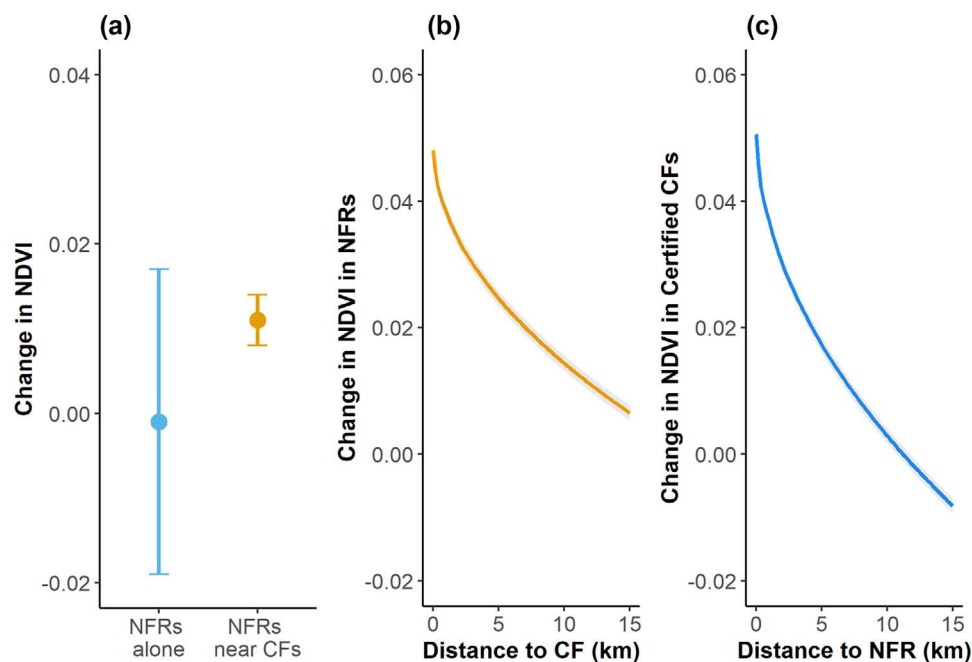 (a)
Change in NDVI
0.04
0.02
0.00
-0.02
NFRs
alone
NFRs
near CFs
(b)
Change in NDVI in NFRs
0.06
0.04
0.02
0.00
-0.02
0
5
10
15
Distance to CF (km)
(c)
Change in NDVI in Certified CFs
0.06
0.04
0.02
0.00
-0.02
0
5
10
15
Distance to NFR (km)